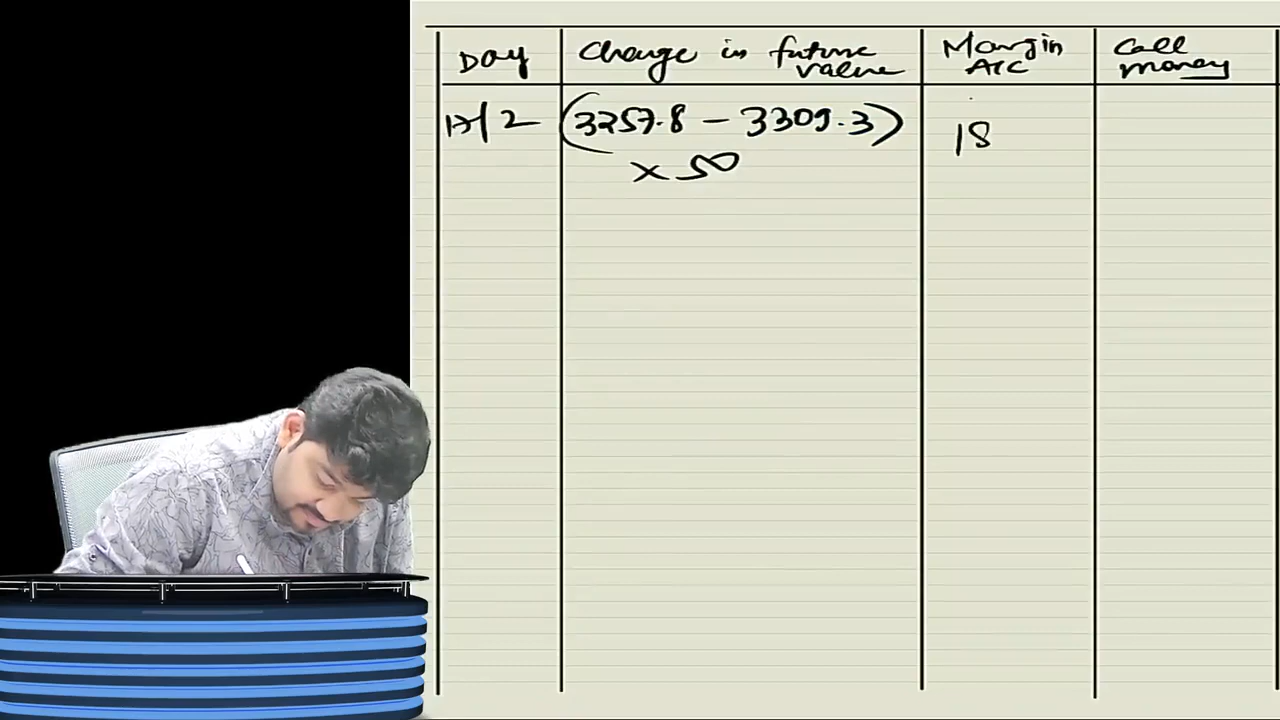 Day
Change in future value
Margin A/C
Call money
17/2
(3257.8 - 3309.3)
× 50
18